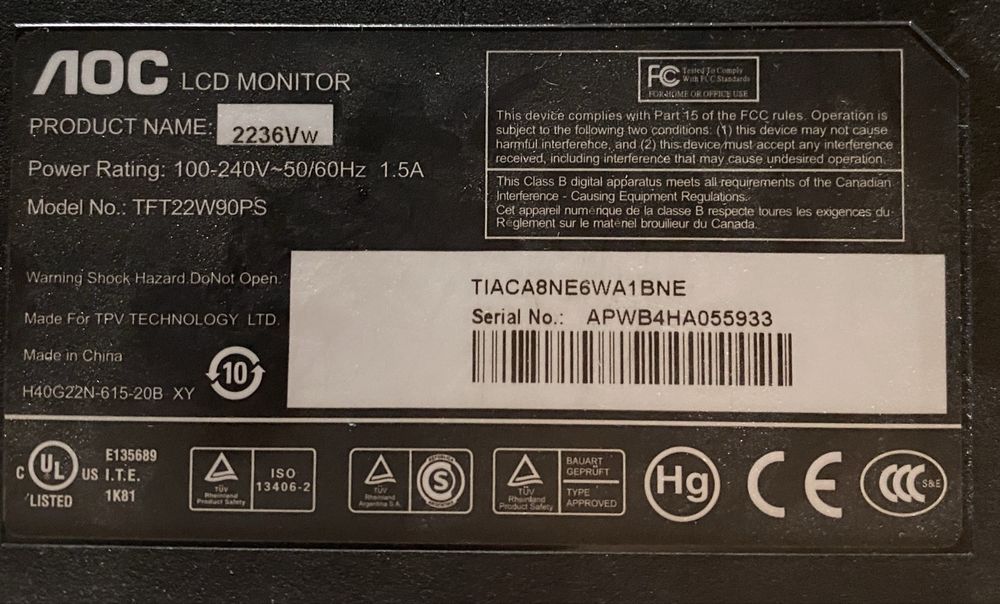 AOC LCD MONITOR
PRODUCT NAME: 2236Vw
Power Rating: 100-240V~50/60Hz 1.5A
Model No.: TFT22W90PS
FC Tested To Comply
With FCC Standards
FOR HOME OR OFFICE USE
This device complies with Part 15 of the FCC rules. Operation is
subject to the following two conditions: (1) this device may not cause
harmful interference, and (2) this device must accept any interference
received, including interference that may cause undesired operation.
This Class B digital apparatus meets all requirements of the Canadian
Interference - Causing Equipment Regulations.
Cet appareil numérique de la classe B respecte toures les exigences du
Réglement sur le matériel brouilieur du Canada.
Warning Shock Hazard.DoNot Open.
Made For TPV TECHNOLOGY LTD.
Made in China
H40G22N-615-20B XY
10
TIACA8NE6WA1BNE
Serial No.: APWB4HA055933
C UL US
LISTED
E135689
I.T.E.
1K81
TÜV
Rheinland
Product Safety
ISO
13406-2
TÜV
Rheinland
Argentina S.A.
S
TÜV
Rheinland
Product Safety
BAUART
GEPRÜFT
TYPE
APPROVED
Hg
CE
CCC S&E